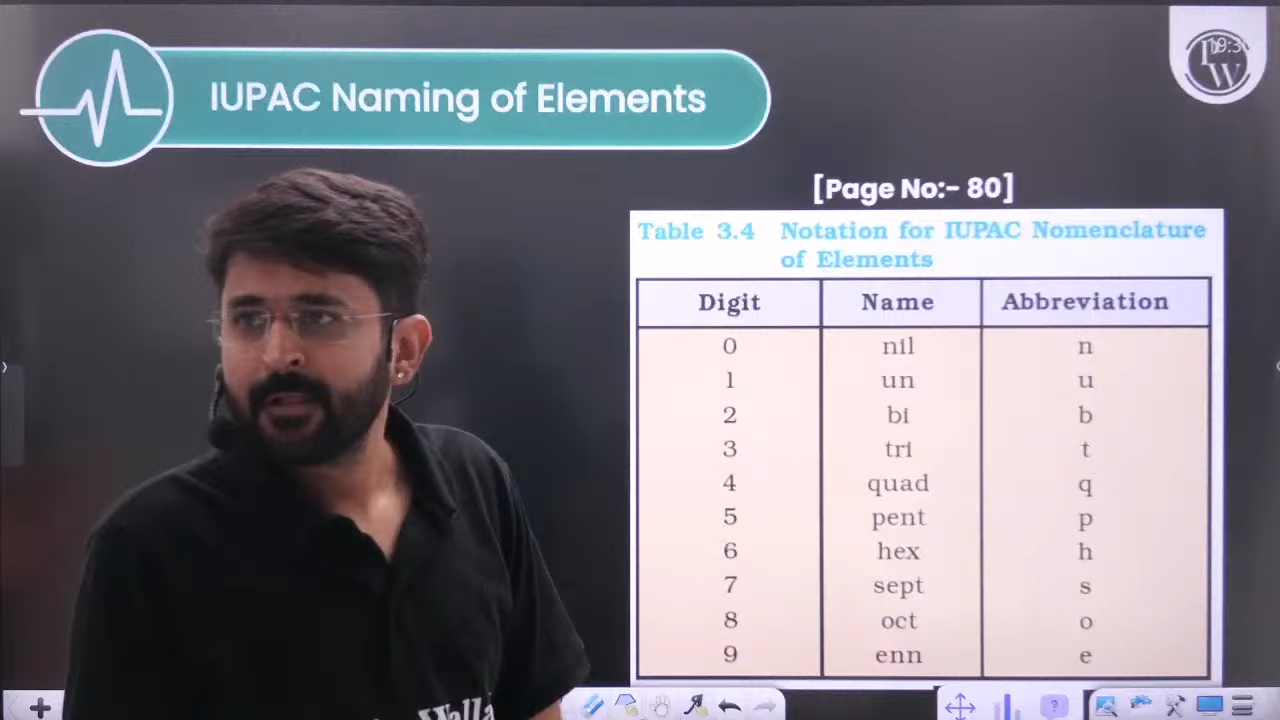 IUPAC Naming of Elements
[Page No:- 80]
Table 3.4 Notation for IUPAC Nomenclature
of Elements
Digit Name Abbreviation
0 nil n
1 un u
2 bi b
3 tri t
4 quad q
5 pent p
6 hex h
7 sept s
8 oct o
9 enn e